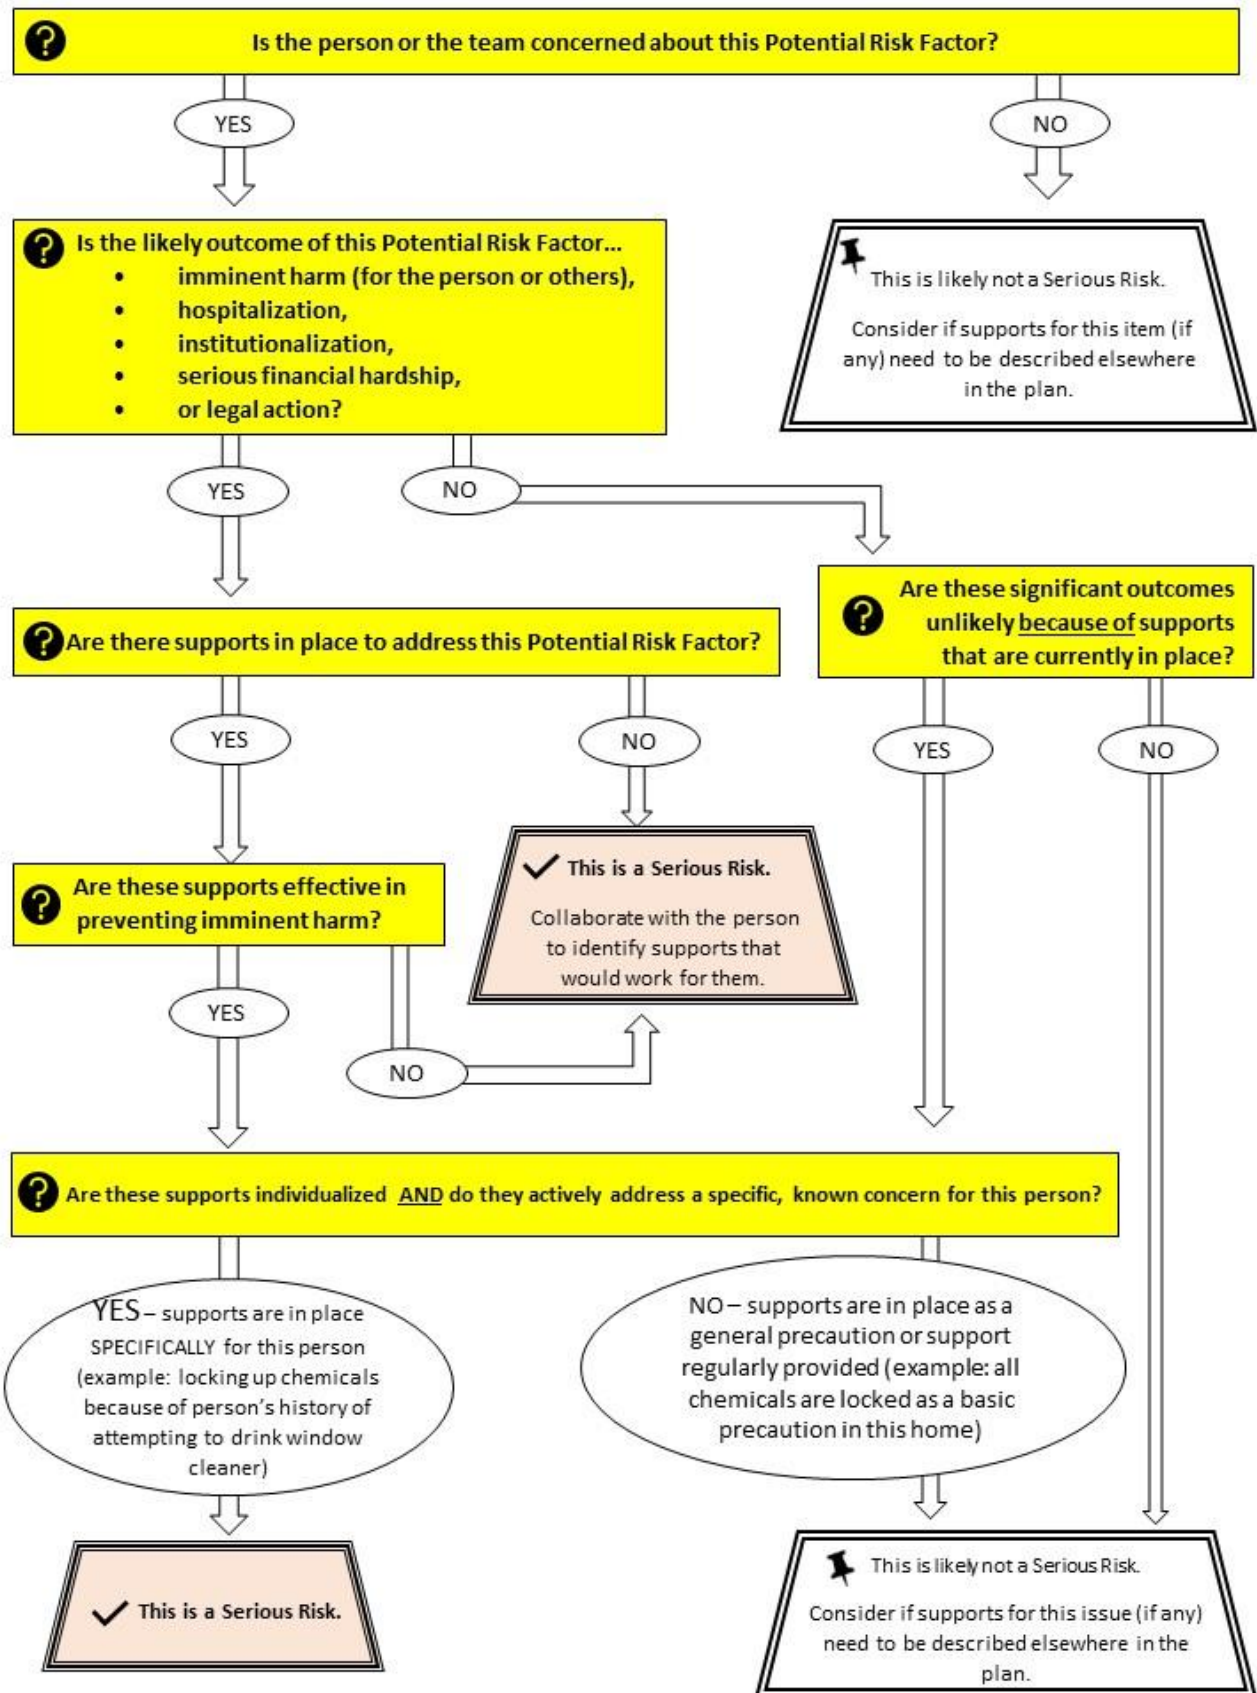 Is the person or the team concerned about this Potential Risk Factor?
YES
NO
Is the likely outcome of this Potential Risk Factor...
• imminent harm (for the person or others),
• hospitalization,
• institutionalization,
• serious financial hardship,
• or legal action?
This is likely not a Serious Risk.
Consider if supports for this item (if
any) need to be described elsewhere
in the plan.
YES
NO
Are there supports in place to address this Potential Risk Factor?
Are these significant outcomes
unlikely because of supports
that are currently in place?
YES
NO
YES
NO
Are these supports effective in
preventing imminent harm?
✓ This is a Serious Risk.
Collaborate with the person
to identify supports that
would work for them.
YES
NO
Are these supports individualized AND do they actively address a specific, known concern for this person?
YES – supports are in place
SPECIFICALLY for this person
(example: locking up chemicals
because of person's history of
attempting to drink window
cleaner)
NO – supports are in place as a
general precaution or support
regularly provided (example: all
chemicals are locked as a basic
precaution in this home)
✓ This is a Serious Risk.
This is likely not a Serious Risk.
Consider if supports for this issue (if any)
need to be described elsewhere in the
plan.